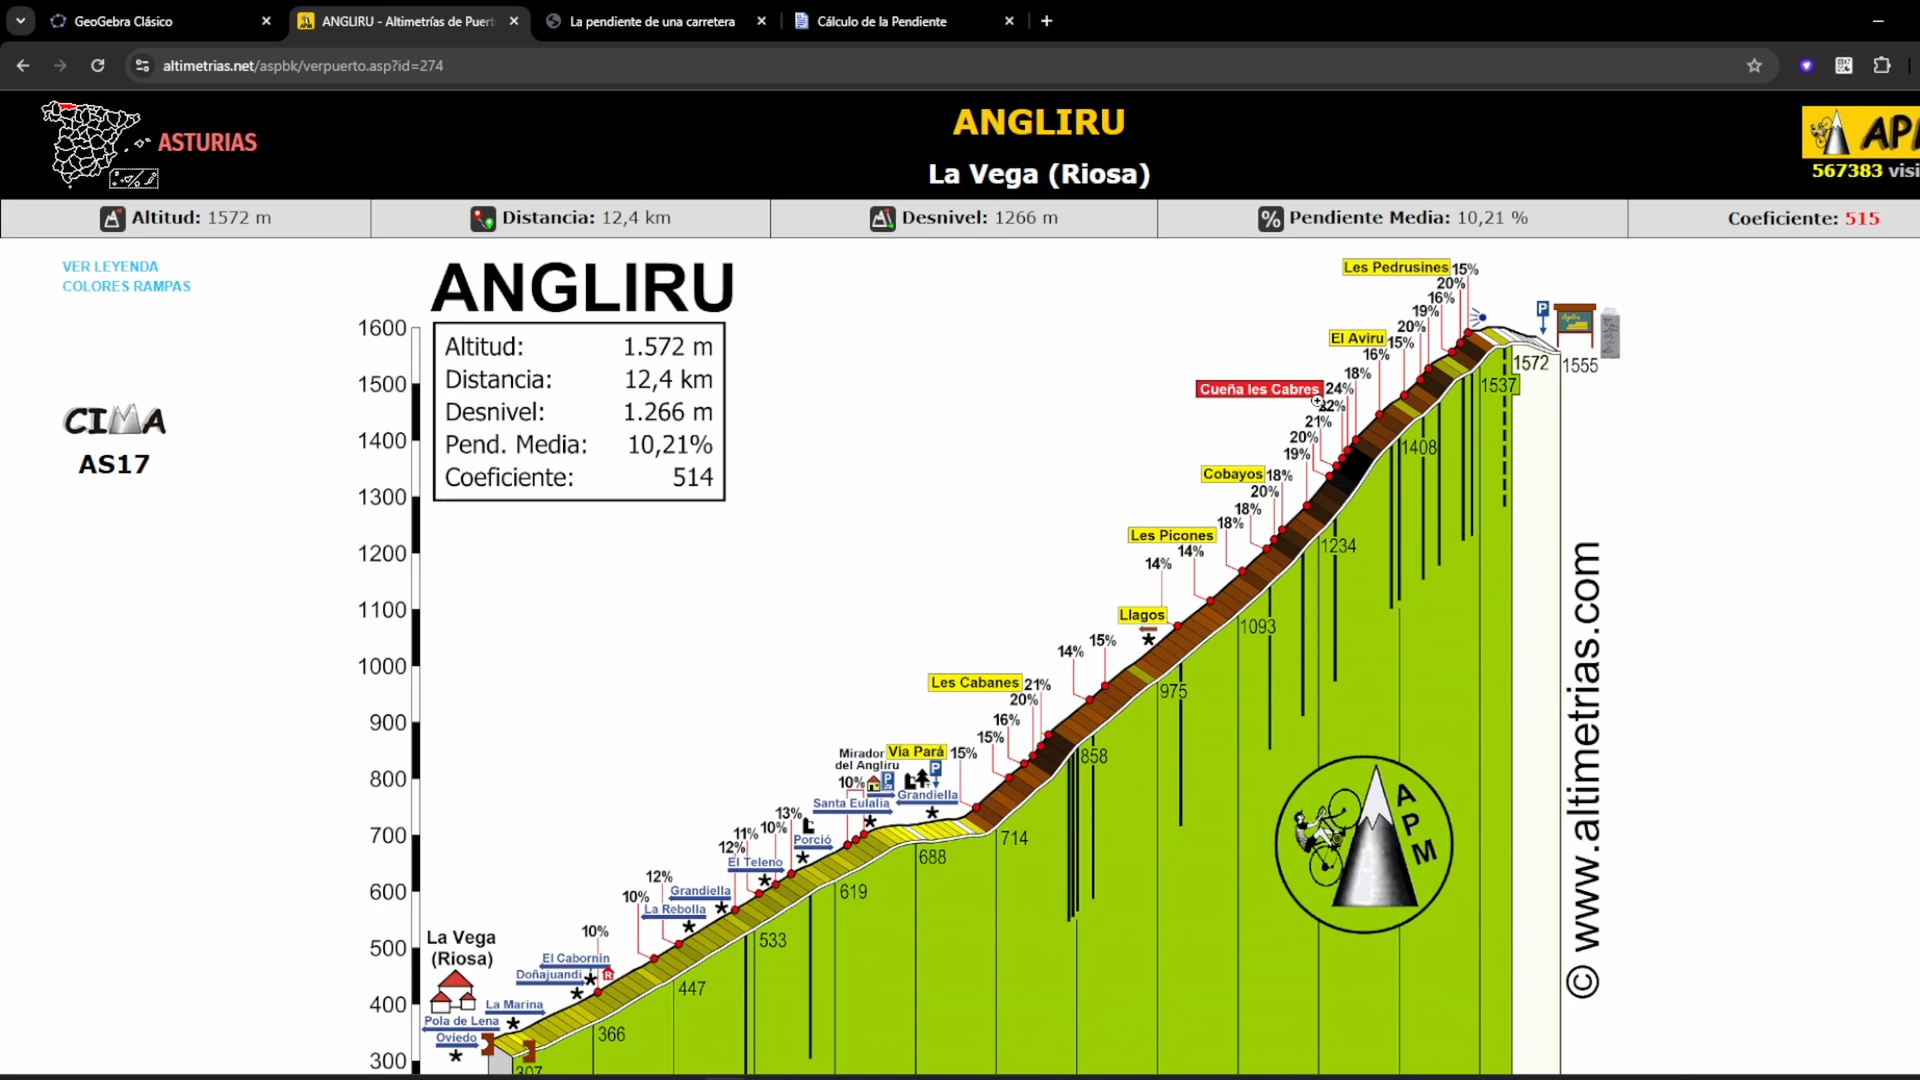 GeoGebra Clásico
ANGLIRU - Altimetrías de Puert
La pendiente de una carretera
Cálculo de la Pendiente
altimetrias.net/aspbk/verpuerto.asp?id=274
ASTURIAS
ANGLIRU
La Vega (Riosa)
567383 visi
Altitud: 1572 m
Distancia: 12,4 km
Desnivel: 1266 m
% Pendiente Media: 10,21 %
Coeficiente: 515
VER LEYENDA
COLORES RAMPAS
CIMA
AS17
ANGLIRU
Altitud: 1.572 m
Distancia: 12,4 km
Desnivel: 1.266 m
Pend. Media: 10,21%
Coeficiente: 514
1600
1500
1400
1300
1200
1100
1000
900
800
700
600
500
400
300
Les Pedrusines 15%
20%
16%
19%
20%
El Aviru 15%
16%
18%
Cueña les Cabres 24%
22%
21%
20%
19%
Cobayos 18%
20%
18%
18%
Les Picones
14%
14%
Llagos
15%
14%
Les Cabanes 21%
20%
16%
15%
Mirador
del Angliru
Vía Pará 15%
10%
P
P
Grandiella
Santa Eulalia
13%
10%
11%
12%
Porció
El Teleno
12%
10%
Grandiella
La Rebolla
10%
La Vega
(Riosa)
El Cabornín
Doñajuandi
R
La Marina
Pola de Lena
Oviedo
307
366
447
533
619
688
714
858
975
1093
1234
1408
1537
1572
1555
P
APM
© www.altimetrias.com